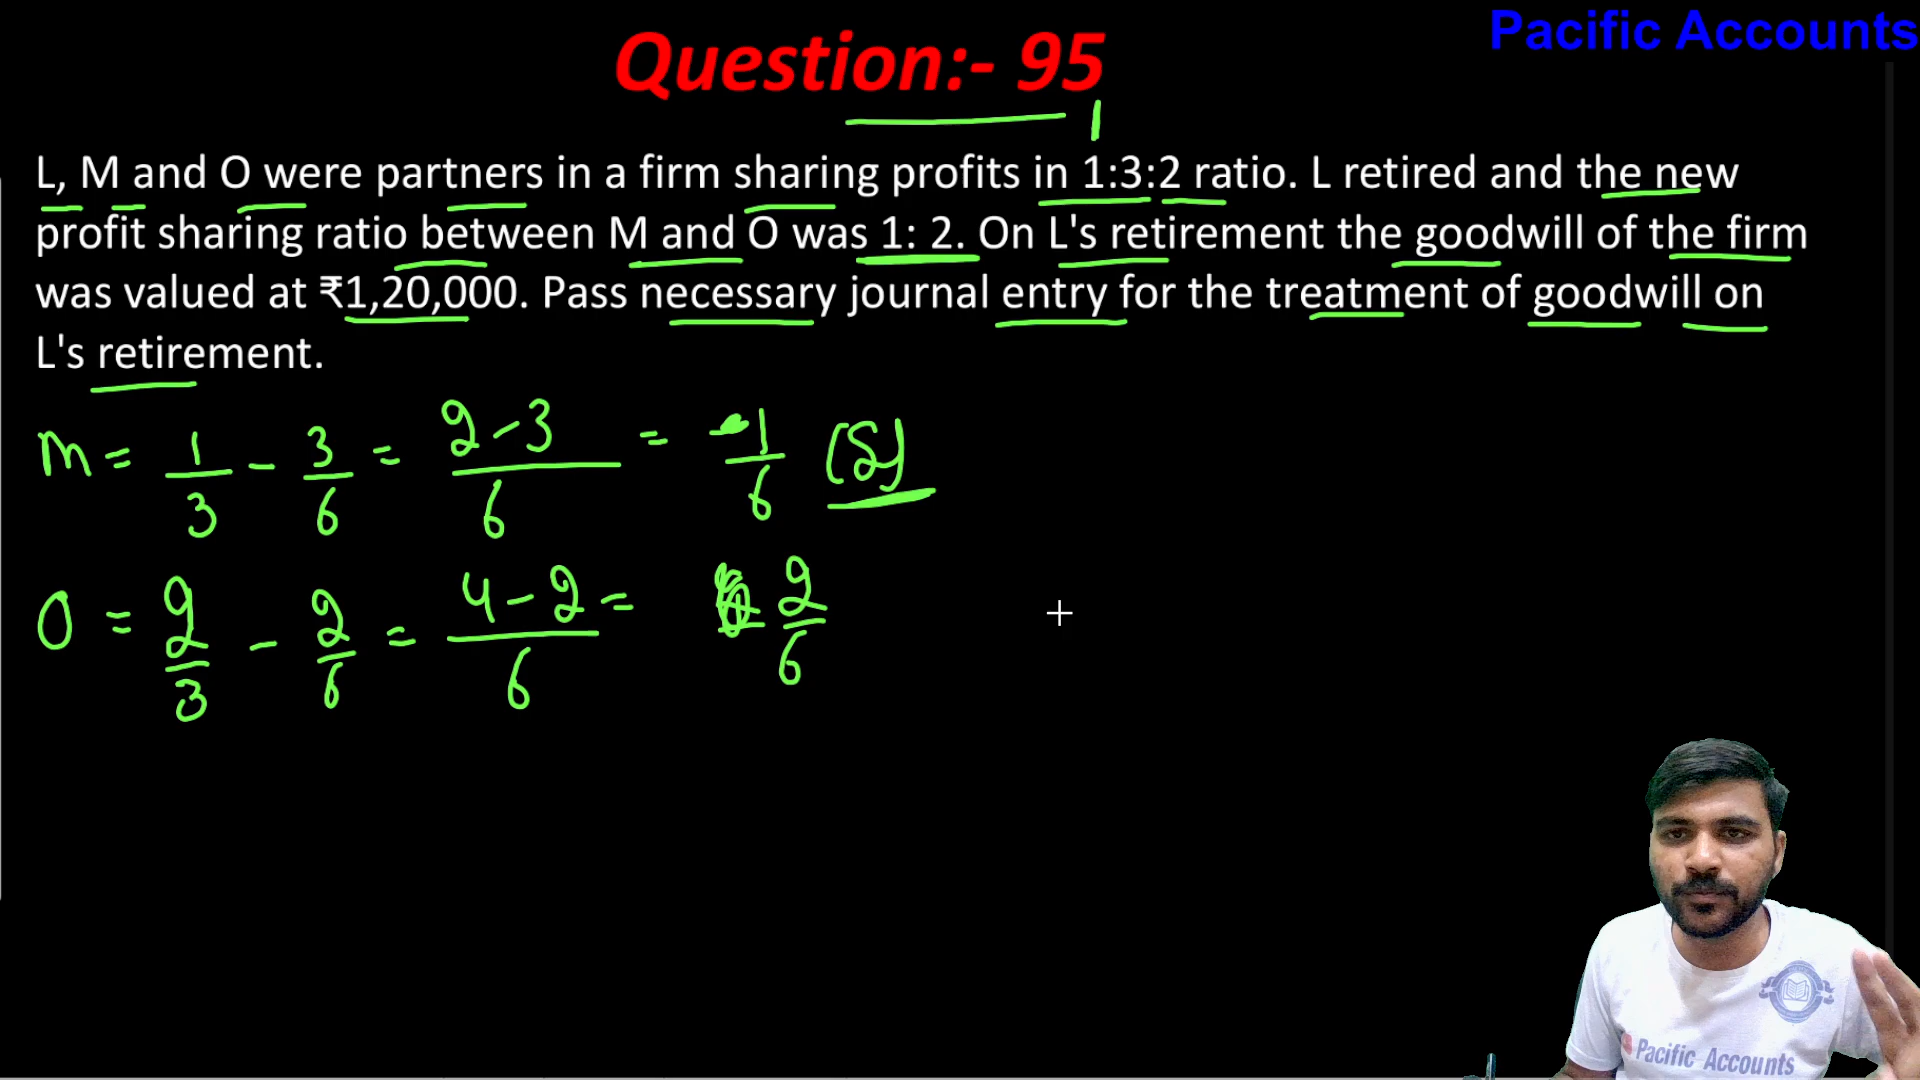 Pacific Accounts
Question:- 95
L, M and O were partners in a firm sharing profits in 1:3:2 ratio. L retired and the new
profit sharing ratio between M and O was 1: 2. On L's retirement the goodwill of the firm
was valued at ₹1,20,000. Pass necessary journal entry for the treatment of goodwill on
L's retirement.
M = 1/3 - 3/6 = 2-3/6 = -1/6 (S)
O = 2/3 - 2/6 = 4-2/6 = 2/6
Pacific Accounts